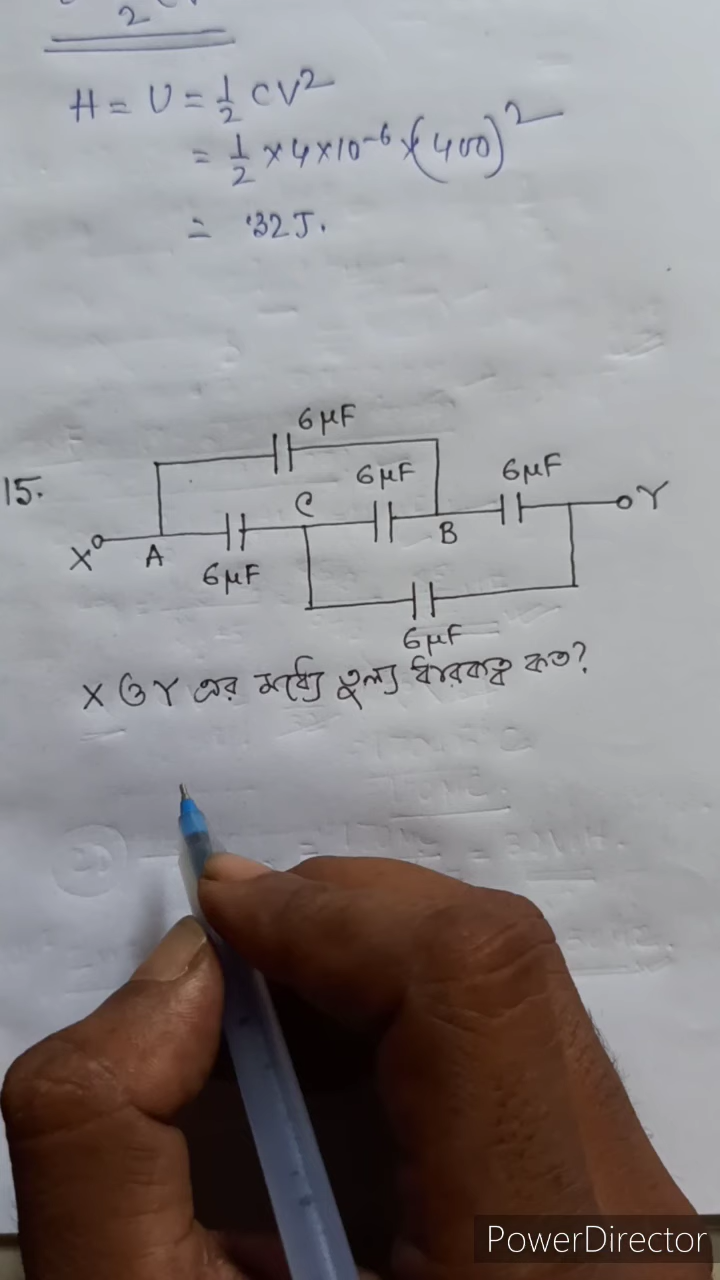 2
H = U = 1/2 CV²
= 1/2 × 4 × 10⁻⁶ × (400)²
= ·32 J.
6μF
15.
6μF
6μF
C
Y
X
A
B
6μF
6μF
X ও Y এর মধ্যে তুল্য ধারকত্ব কত?
PowerDirector